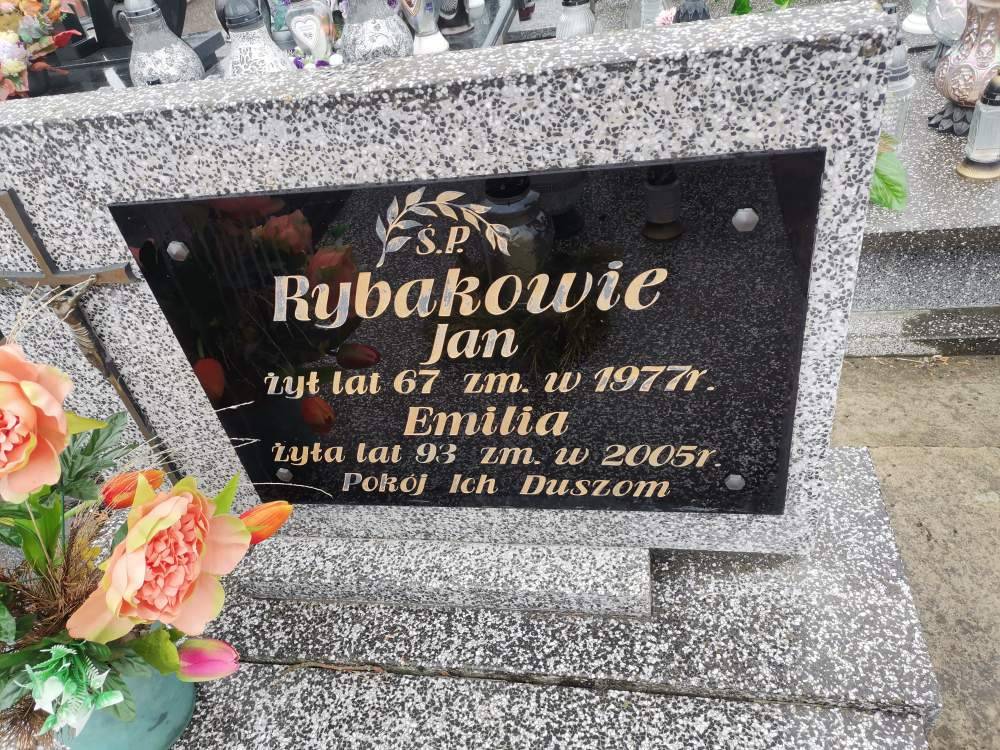 Ś.P.
Rybakowie
Jan
żył lat 67 zm. w 1977r.
Emilia
żyła lat 93 zm. w 2005r.
Pokój Ich Duszom